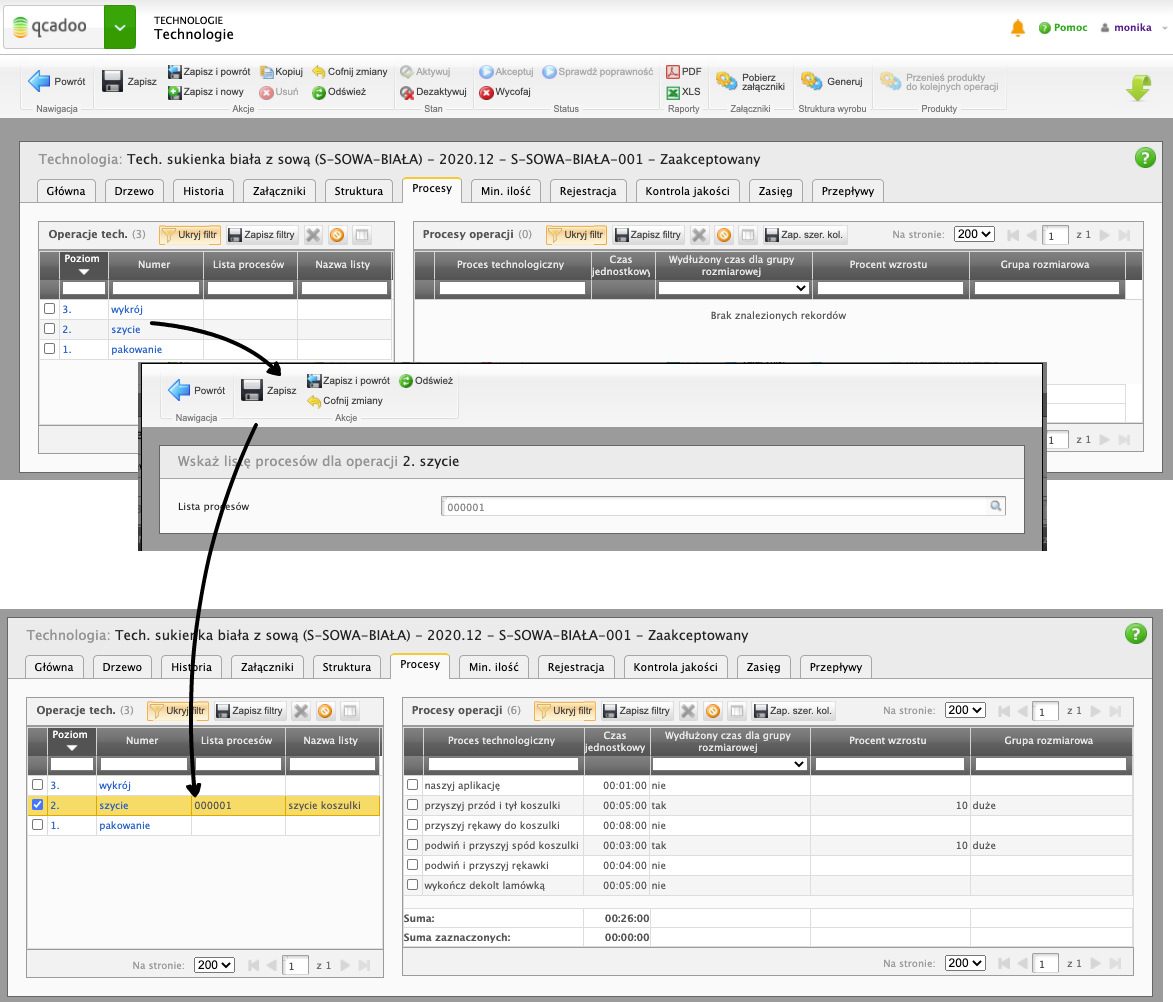 qcadoo
TECHNOLOGIE
Technologie
Pomoc
monika
Powrót
Nawigacja
Zapisz
Zapisz i powrót
Kopiuj
Cofnij zmiany
Zapisz i nowy
Usuń
Odśwież
Akcje
Aktywuj
Dezaktywuj
Stan
Akceptuj
Sprawdź poprawność
Wycofaj
Status
PDF
XLS
Raporty
Pobierz załączniki
Załączniki
Generuj
Struktura wyrobu
Przenieś produkty do kolejnych operacji
Produkty
Technologia: Tech. sukienka biała z sową (S-SOWA-BIAŁA) - 2020.12 - S-SOWA-BIAŁA-001 - Zaakceptowany
?
Główna Drzewo Historia Załączniki Struktura Procesy Min. ilość Rejestracja Kontrola jakości Zasięg Przepływy
Operacje tech. (3) Ukryj filtr Zapisz filtry
Poziom Numer Lista procesów Nazwa listy
3. wykrój
2. szycie
1. pakowanie
Procesy operacji (0) Ukryj filtr Zapisz filtry Zap. szer. kol. Na stronie: 200 1 z 1
Proces technologiczny Czas jednostkowy Wydłużony czas dla grupy rozmiarowej Procent wzrostu Grupa rozmiarowa
Brak znalezionych rekordów
1 z 1
Powrót
Nawigacja
Zapisz
Zapisz i powrót
Odśwież
Cofnij zmiany
Akcje
Wskaż listę procesów dla operacji 2. szycie
Lista procesów 000001
Technologia: Tech. sukienka biała z sową (S-SOWA-BIAŁA) - 2020.12 - S-SOWA-BIAŁA-001 - Zaakceptowany
?
Główna Drzewo Historia Załączniki Struktura Procesy Min. ilość Rejestracja Kontrola jakości Zasięg Przepływy
Operacje tech. (3) Ukryj filtr Zapisz filtry
Poziom Numer Lista procesów Nazwa listy
3. wykrój
2. szycie 000001 szycie koszulki
1. pakowanie
Na stronie: 200 1 z 1
Procesy operacji (6) Ukryj filtr Zapisz filtry Zap. szer. kol. Na stronie: 200 1 z 1
Proces technologiczny Czas jednostkowy Wydłużony czas dla grupy rozmiarowej Procent wzrostu Grupa rozmiarowa
naszyj aplikację 00:01:00 nie
przyszyj przód i tył koszulki 00:05:00 tak 10 duże
przyszyj rękawy do koszulki 00:08:00 nie
podwiń i przyszyj spód koszulki 00:03:00 tak 10 duże
podwiń i przyszyj rękawki 00:04:00 nie
wykończ dekolt lamówką 00:05:00 nie
Suma: 00:26:00
Suma zaznaczonych: 00:00:00
Na stronie: 200 1 z 1